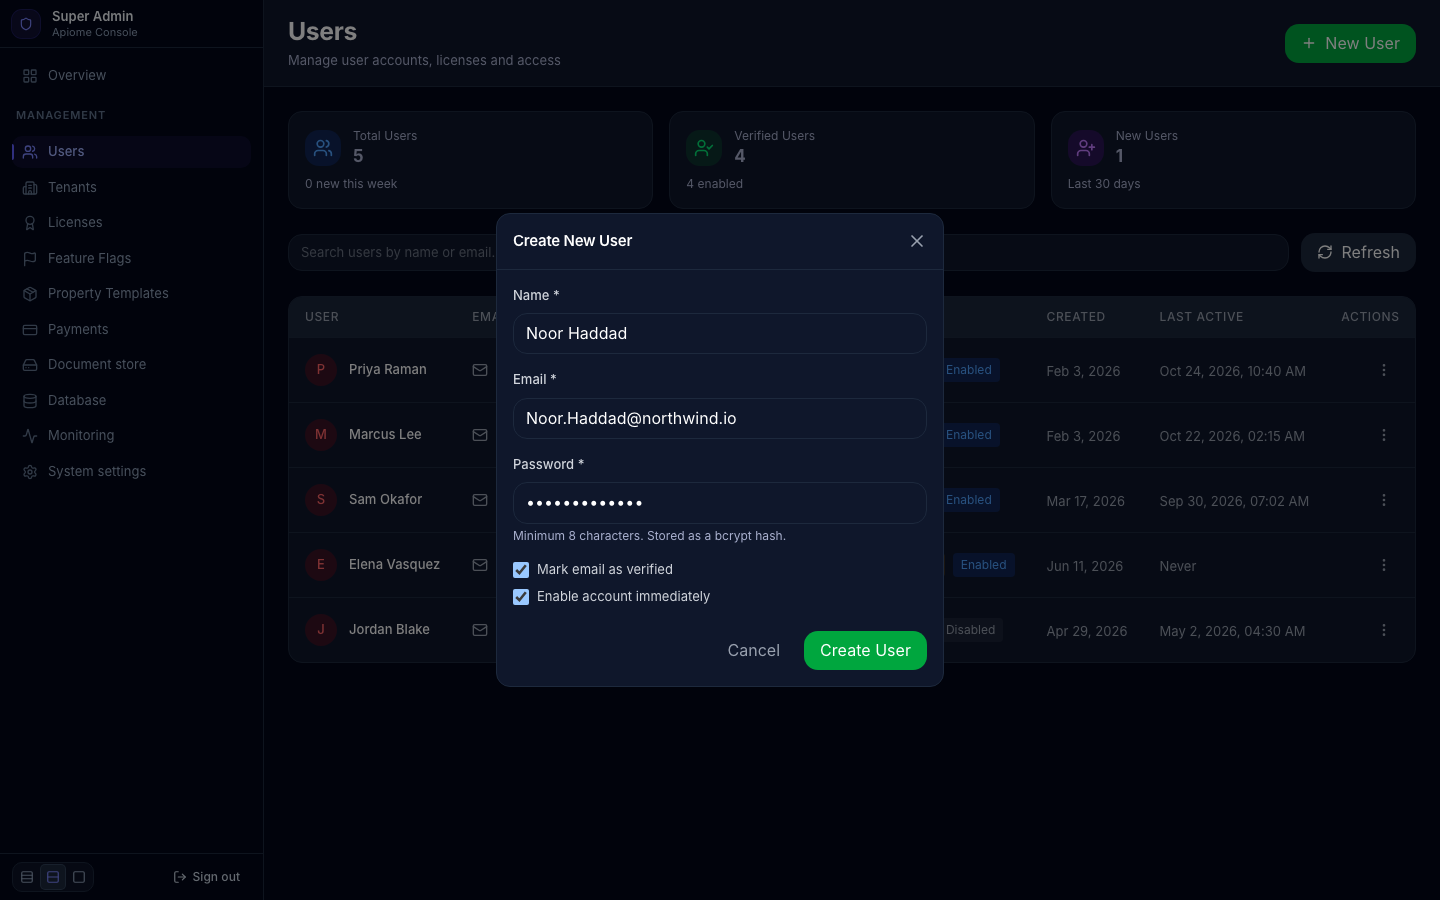 Super Admin
Apiome Console
Overview
MANAGEMENT
Users
Tenants
Licenses
Feature Flags
Property Templates
Payments
Document store
Database
Monitoring
System settings
Sign out
Users
Manage user accounts, licenses and access
New User
Total Users
5
0 new this week
Verified Users
4
4 enabled
New Users
1
Last 30 days
Search users by name or email.
Refresh
USER EMA CREATED LAST ACTIVE ACTIONS
P Priya Raman Enabled Feb 3, 2026 Oct 24, 2026, 10:40 AM
M Marcus Lee Enabled Feb 3, 2026 Oct 22, 2026, 02:15 AM
S Sam Okafor Enabled Mar 17, 2026 Sep 30, 2026, 07:02 AM
E Elena Vasquez Enabled Jun 11, 2026 Never
J Jordan Blake Disabled Apr 29, 2026 May 2, 2026, 04:30 AM
Create New User
Name *
Noor Haddad
Email *
Noor.Haddad@northwind.io
Password *
•••••••••••••
Minimum 8 characters. Stored as a bcrypt hash.
Mark email as verified
Enable account immediately
Cancel
Create User